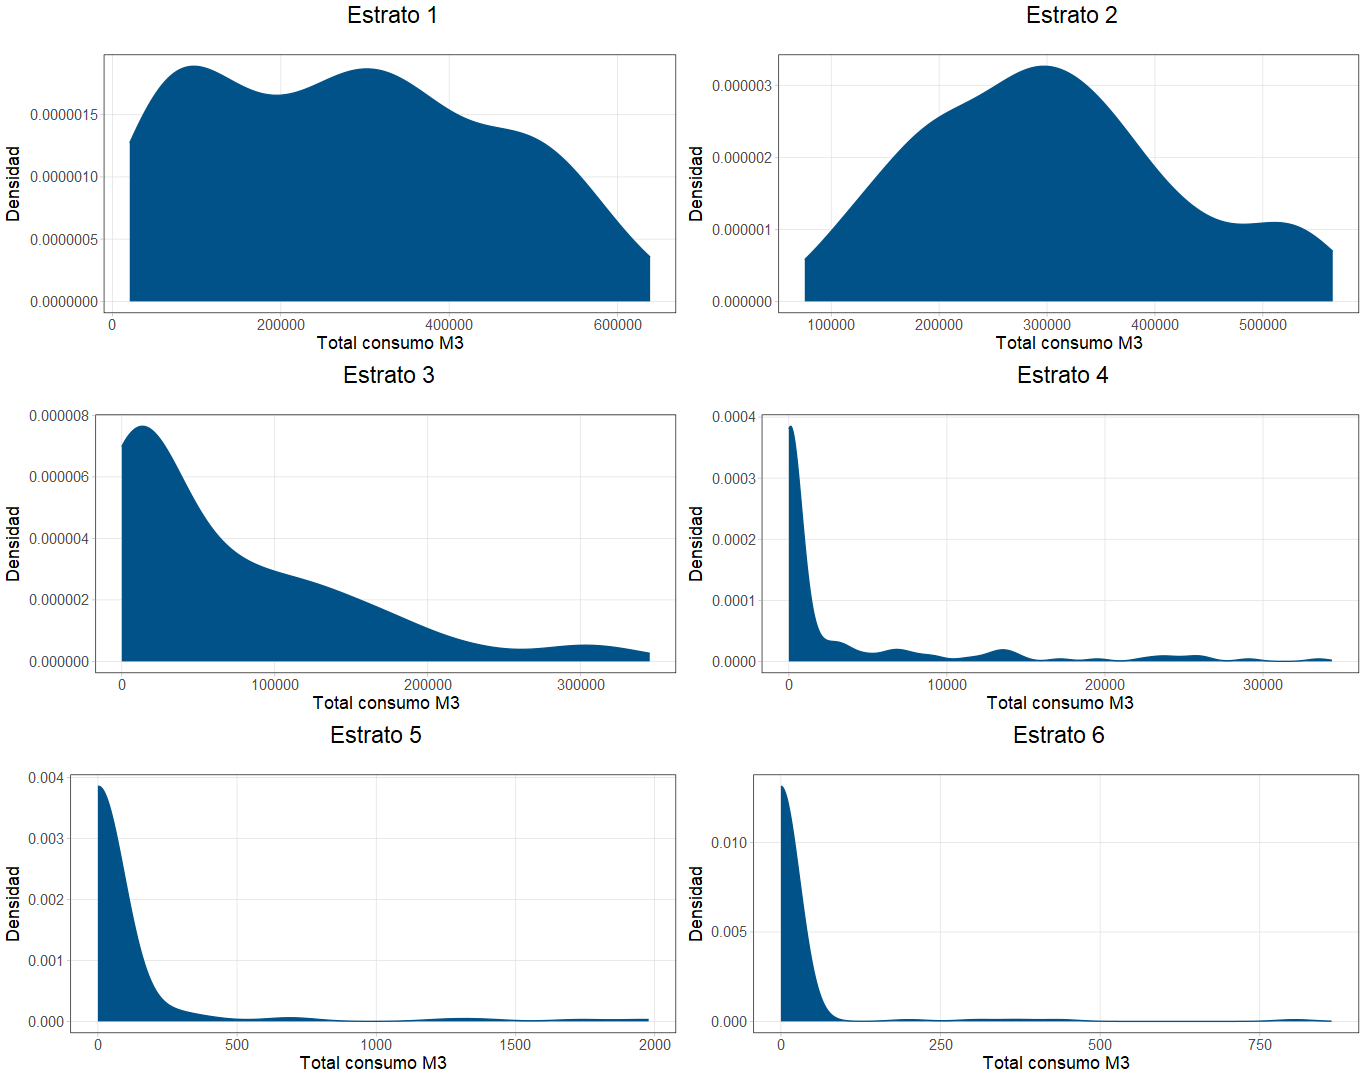 Estrato 1
Densidad
0.0000015
0.0000010
0.0000005
0.0000000
0 200000 400000 600000
Total consumo M3
Estrato 2
Densidad
0.000003
0.000002
0.000001
0.000000
100000 200000 300000 400000 500000
Total consumo M3
Estrato 3
Densidad
0.000008
0.000006
0.000004
0.000002
0.000000
0 100000 200000 300000
Total consumo M3
Estrato 4
Densidad
0.0004
0.0003
0.0002
0.0001
0.0000
0 10000 20000 30000
Total consumo M3
Estrato 5
Densidad
0.004
0.003
0.002
0.001
0.000
0 500 1000 1500 2000
Total consumo M3
Estrato 6
Densidad
0.010
0.005
0.000
0 250 500 750
Total consumo M3